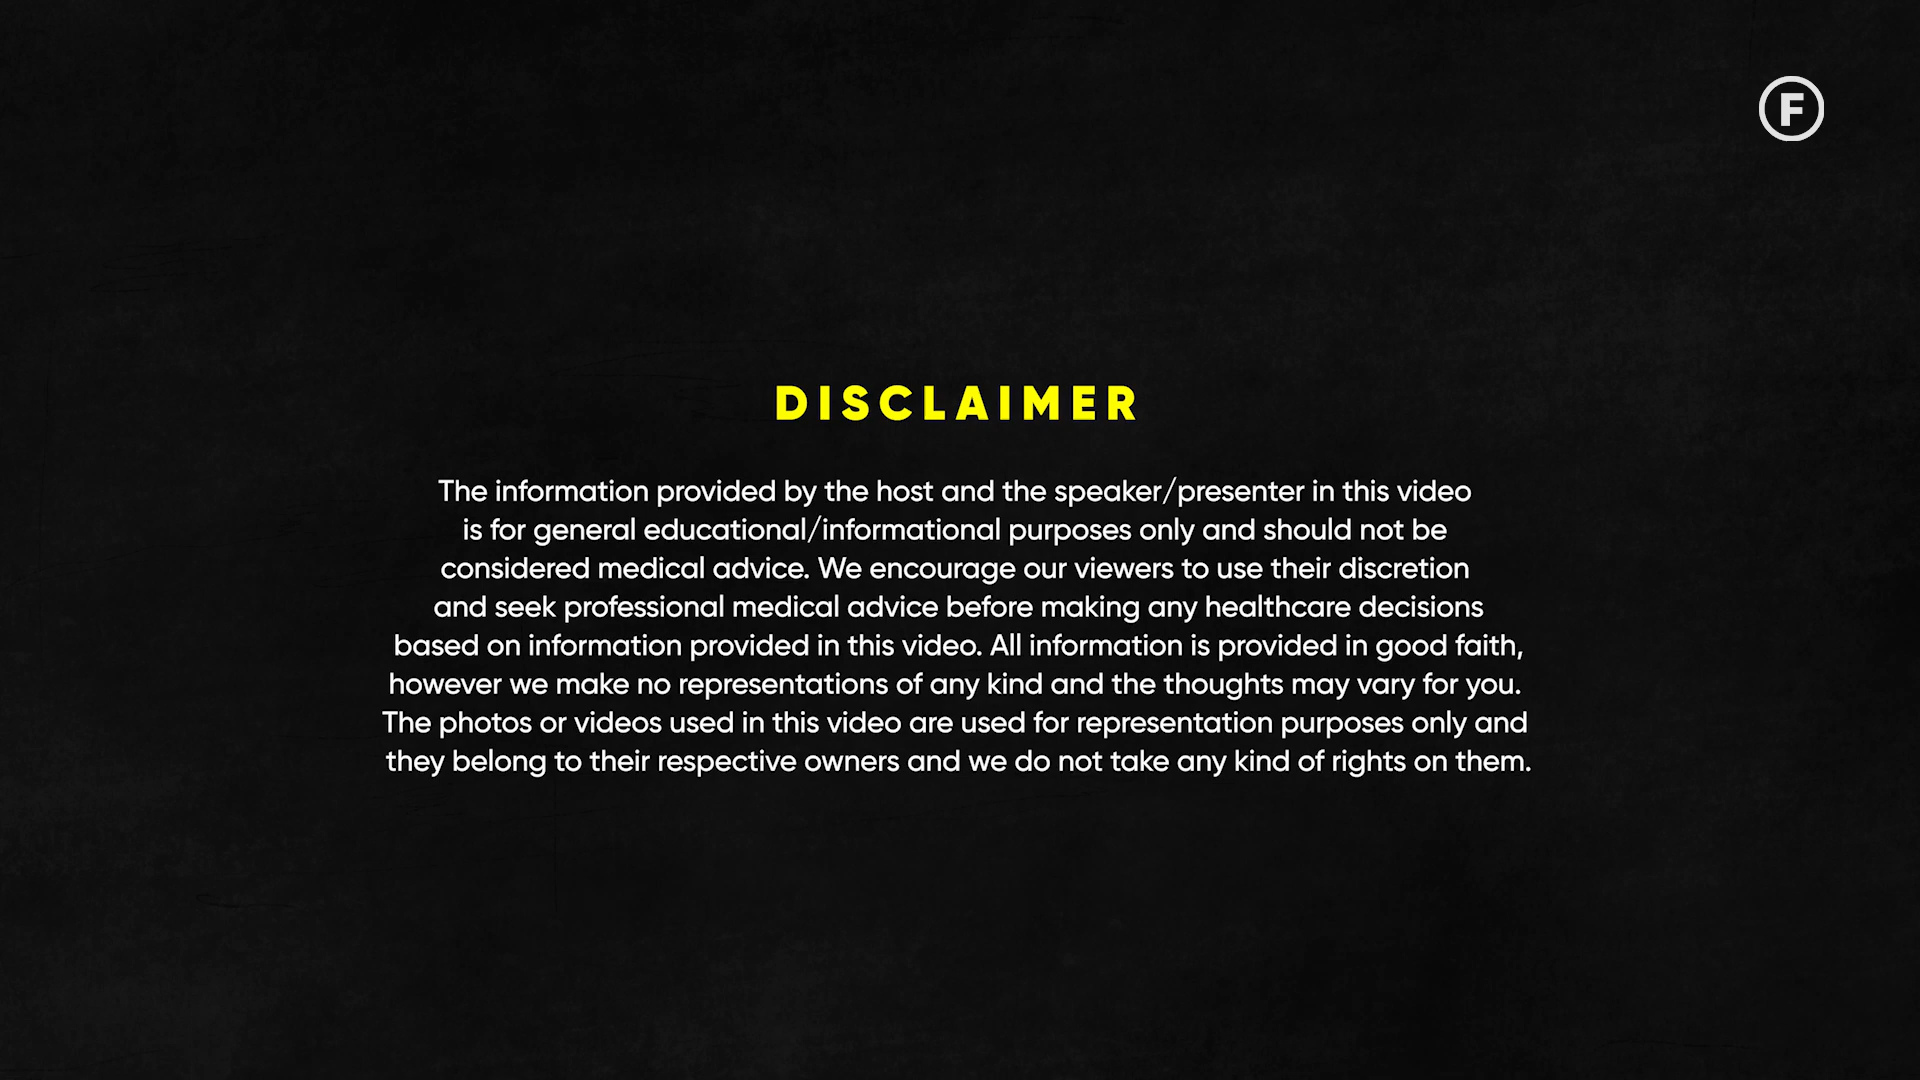 F
DISCLAIMER
The information provided by the host and the speaker/presenter in this video
is for general educational/informational purposes only and should not be
considered medical advice. We encourage our viewers to use their discretion
and seek professional medical advice before making any healthcare decisions
based on information provided in this video. All information is provided in good faith,
however we make no representations of any kind and the thoughts may vary for you.
The photos or videos used in this video are used for representation purposes only and
they belong to their respective owners and we do not take any kind of rights on them.